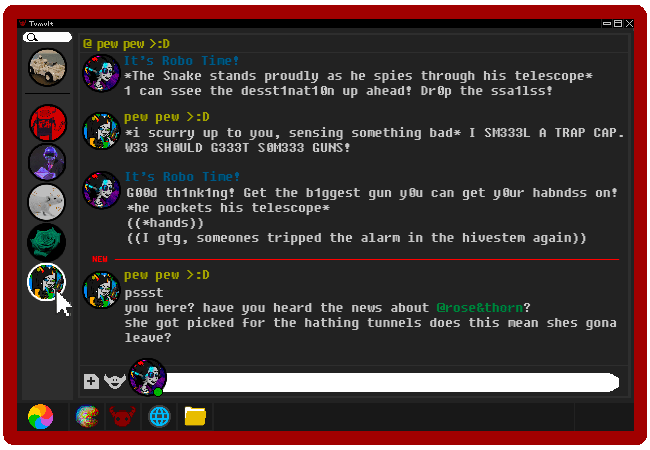 Tumult
@ pew pew >:D
It's Robo Time!
*The Snake stands proudly as he spies through his telescope*
1 can ssee the desst1nat10n up ahead! Dr0p the ssa1lss!
pew pew >:D
*i scurry up to you, sensing something bad* I SM333L A TRAP CAP.
W33 SH0ULD G333T S0M333 GUNS!
It's Robo Time!
G00d th1nk1ng! Get the b1ggest gun y0u can get y0ur habndss on!
*he pockets his telescope*
((*hands))
((I gtg, someones tripped the alarm in the hivestem again))
NEW
pew pew >:D
pssst
you here? have you heard the news about @rose&thorn?
she got picked for the hathing tunnels does this mean shes gona
leave?